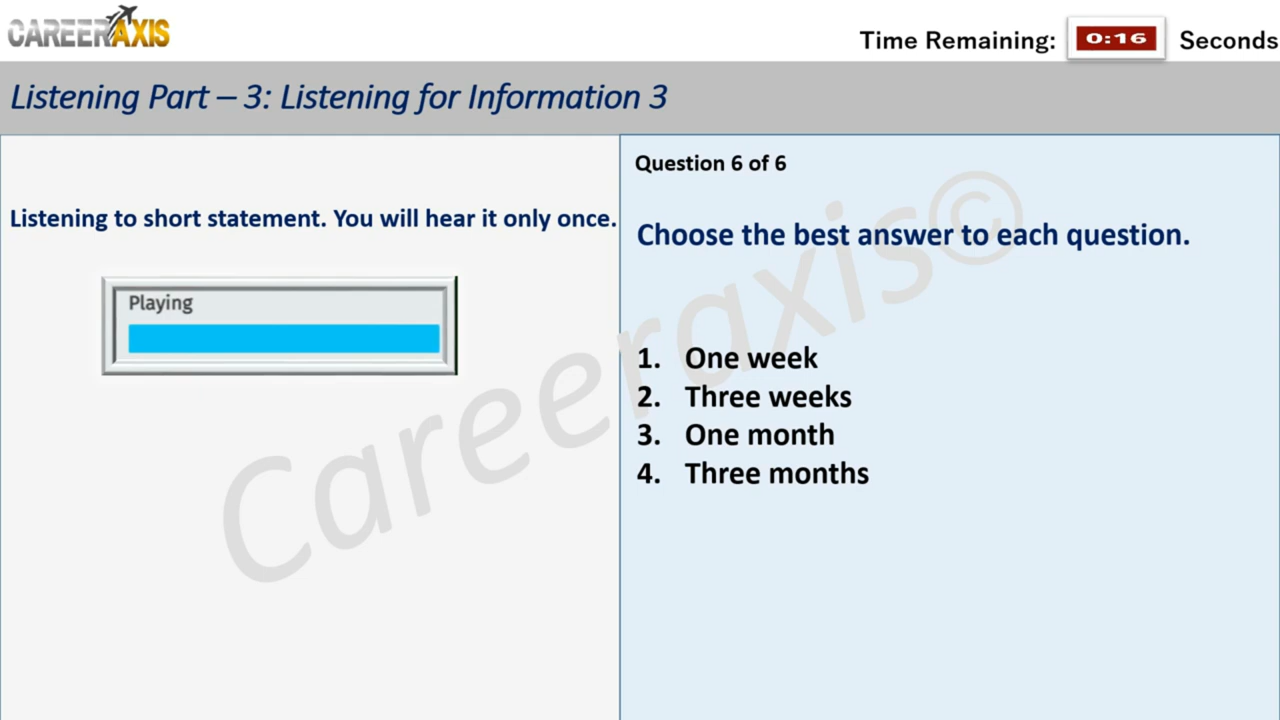 CAREERAXIS
Time Remaining: 0:16 Seconds
Listening Part – 3: Listening for Information 3
Listening to short statement. You will hear it only once.
Playing
Question 6 of 6
Choose the best answer to each question.
1. One week
2. Three weeks
3. One month
4. Three months
Careeraxis©